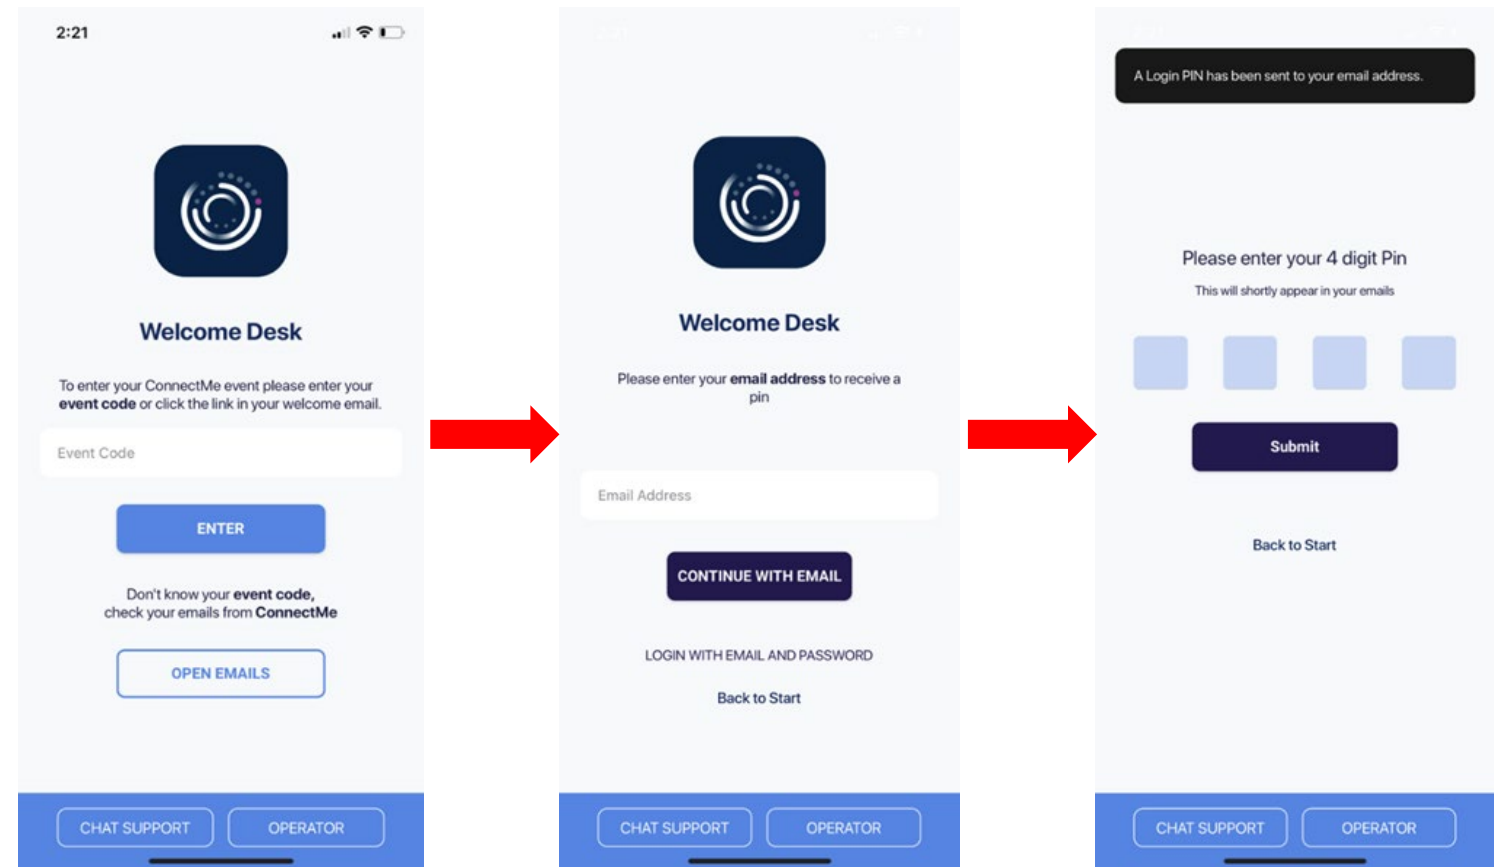 2:21
Welcome Desk
To enter your ConnectMe event please enter your
event code or click the link in your welcome email.
Event Code
ENTER
Don't know your event code,
check your emails from ConnectMe
OPEN EMAILS
CHAT SUPPORT
OPERATOR
Welcome Desk
Please enter your email address to receive a
pin
Email Address
CONTINUE WITH EMAIL
LOGIN WITH EMAIL AND PASSWORD
Back to Start
CHAT SUPPORT
OPERATOR
A Login PIN has been sent to your email address.
Please enter your 4 digit Pin
This will shortly appear in your emails
Submit
Back to Start
CHAT SUPPORT
OPERATOR